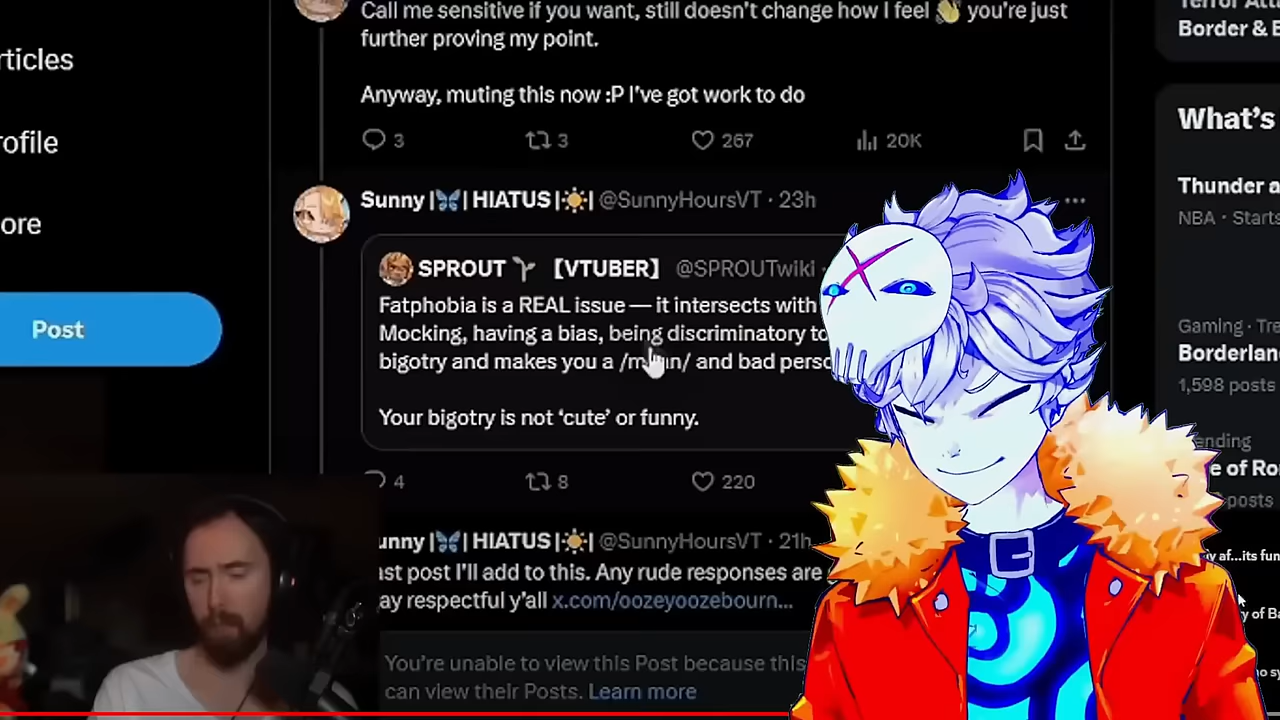 Call me sensitive if you want, still doesn't change how I feel 👋 you're just
further proving my point.
Anyway, muting this now :P I've got work to do
3
3
267
20K
Sunny |🦋| HIATUS |☀️| @SunnyHoursVT · 23h
SPROUT 【VTUBER】 @SPROUTwiki ·
Fatphobia is a REAL issue — it intersects with
Mocking, having a bias, being discriminatory to
bigotry and makes you a and bad perso
Your bigotry is not 'cute' or funny.
4
8
220
unny |🦋| HIATUS |☀️| @SunnyHoursVT · 21h
ast post I'll add to this. Any rude responses are
ay respectful y'all x.com/oozeyoozebourn...
You're unable to view this Post because this
can view their Posts. Learn more
rticles
rofile
ore
Post
Border & B
What's
Thunder a
NBA · Starts
Gaming · Tre
Borderlan
1,598 posts
ending
e of Ro
posts
iv af...its fun
y of Ba